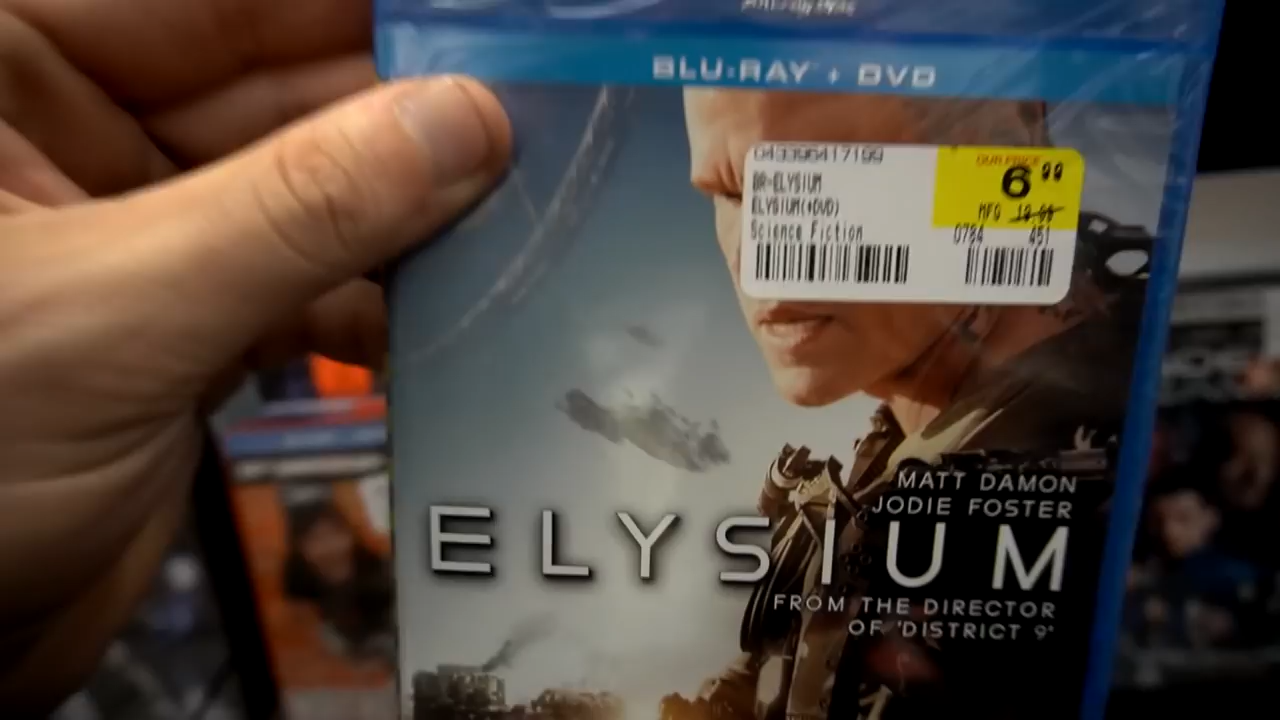 BLU-RAY + DVD
043396417199
OUR PRICE
6.99
BR-ELYSIUM
ELYSIUM(+DVD)
MFG 19.99
Science Fiction
0784 451
MATT DAMON
JODIE FOSTER
ELYSIUM
FROM THE DIRECTOR
OF 'DISTRICT 9'